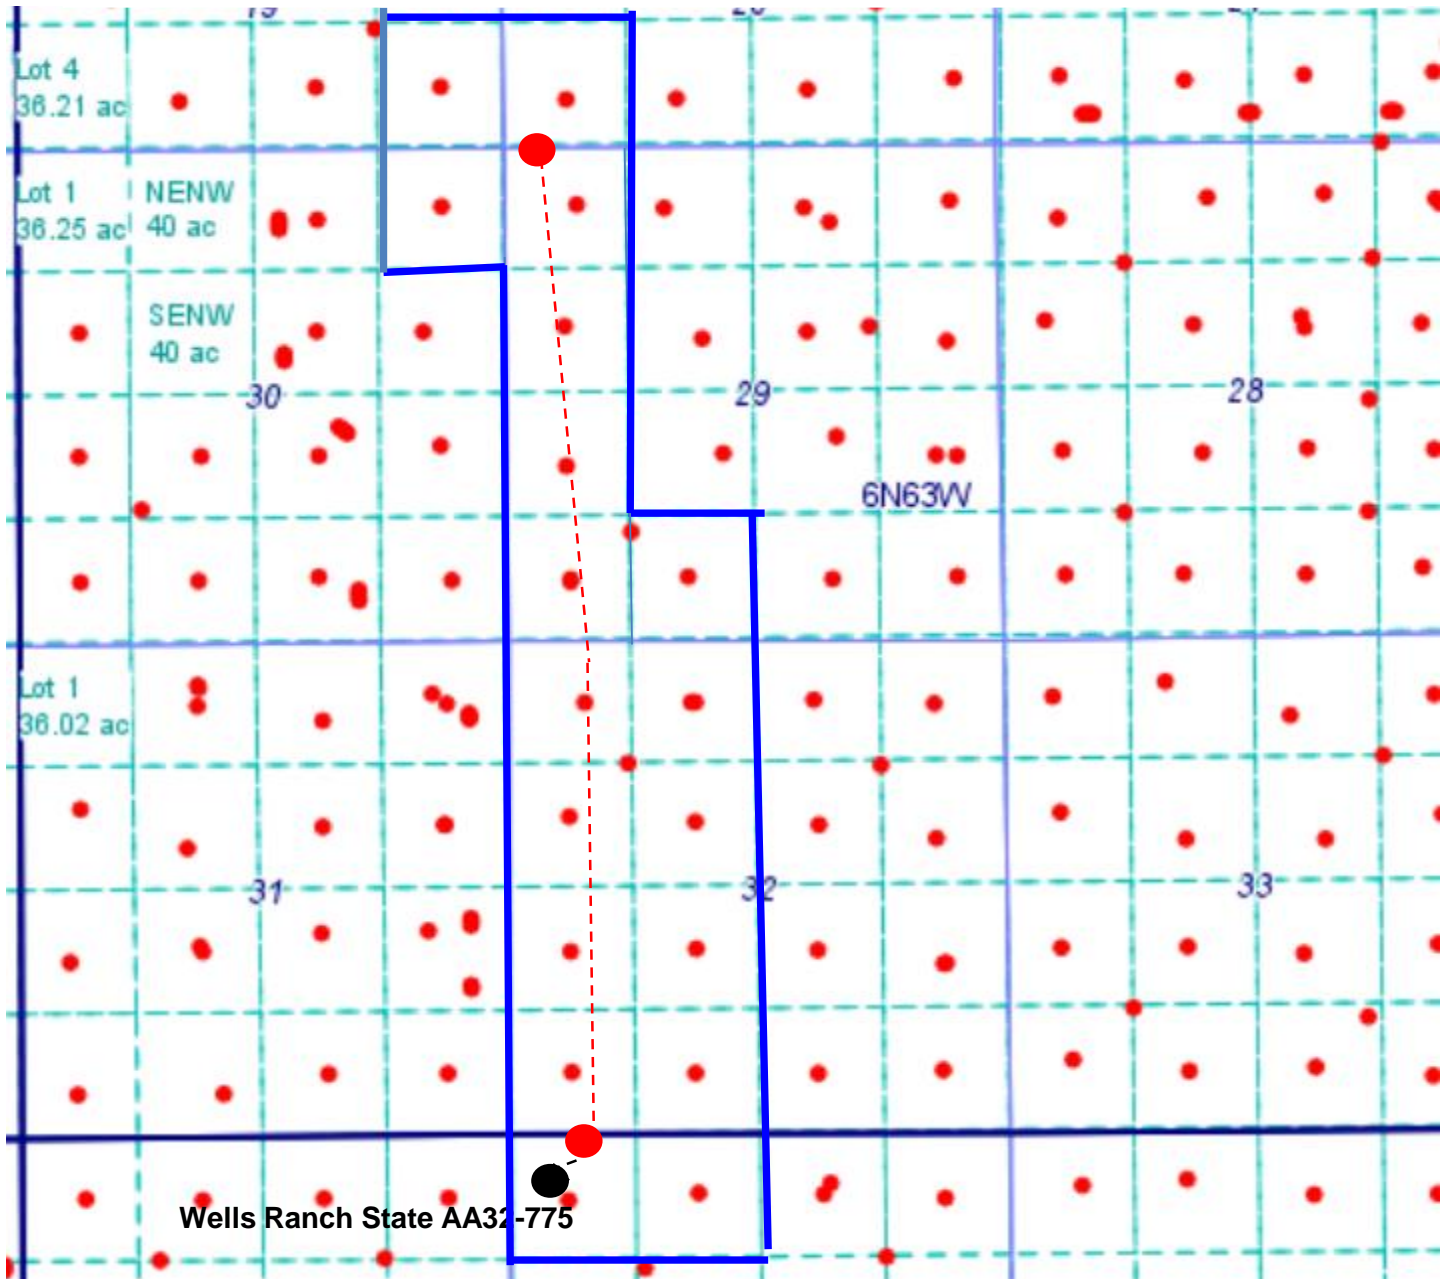 Lot 4
36.21 ac
Lot 1
36.25 ac
NENW
40 ac
SENW
40 ac
30
29
28
6N63W
Lot 1
36.02 ac
31
32
33
Wells Ranch State AA32-775